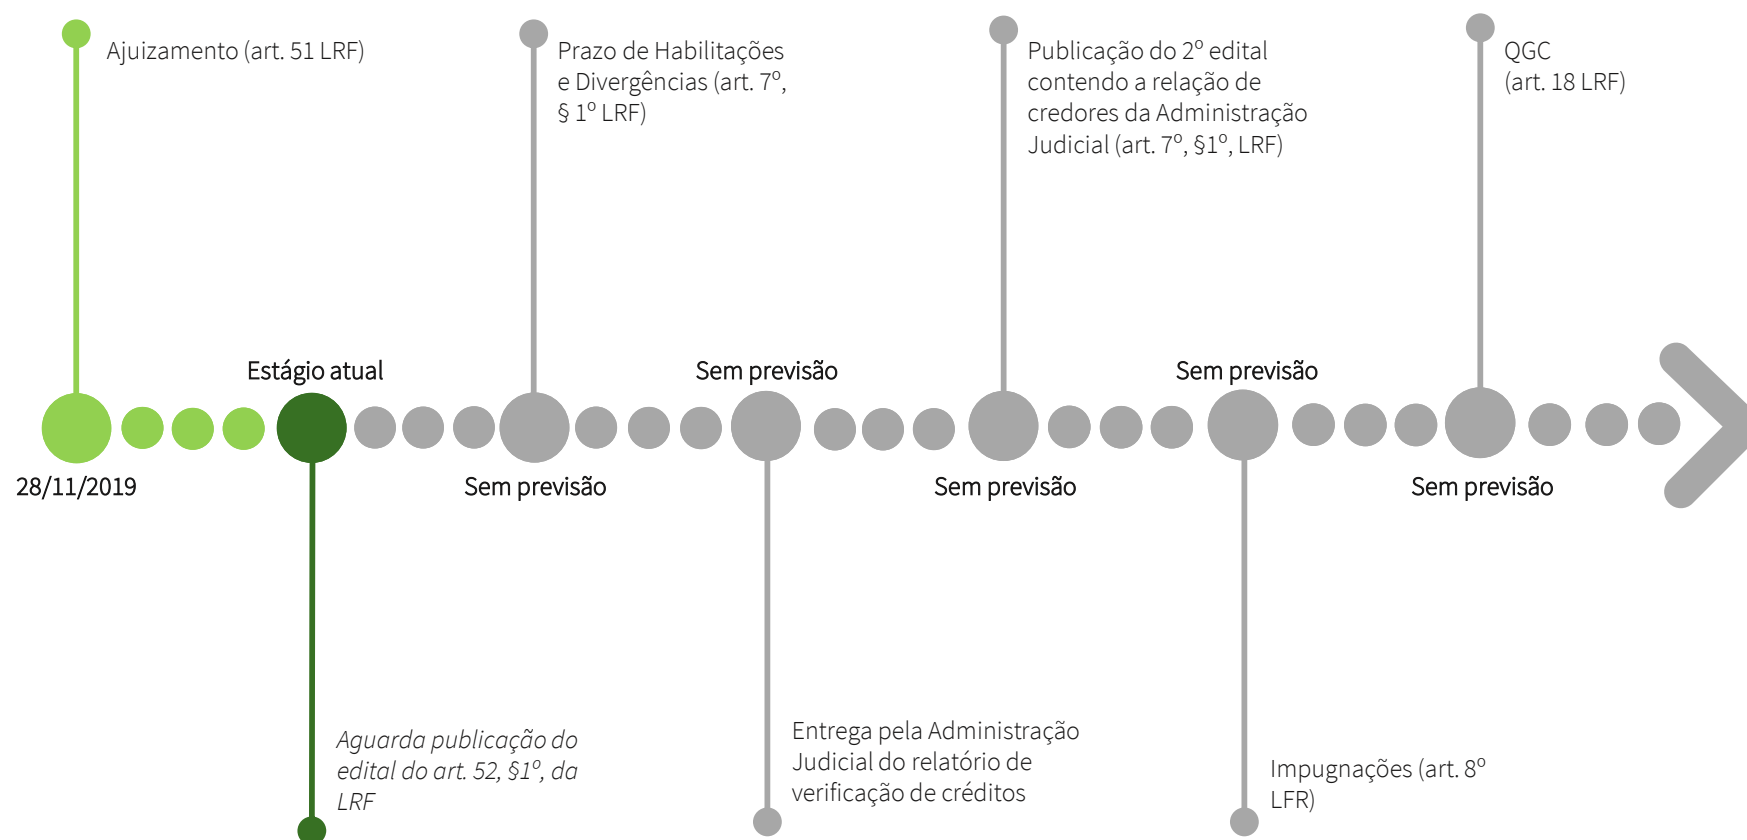 Ajuizamento (art. 51 LRF)
Prazo de Habilitações
e Divergências (art. 7º,
§ 1º LRF)
Publicação do 2º edital
contendo a relação de
credores da Administração
Judicial (art. 7º, §1º, LRF)
QGC
(art. 18 LRF)
Estágio atual
Sem previsão
Sem previsão
28/11/2019
Sem previsão
Sem previsão
Sem previsão
Aguarda publicação do
edital do art. 52, §1º, da
LRF
Entrega pela Administração
Judicial do relatório de
verificação de créditos
Impugnações (art. 8º
LFR)